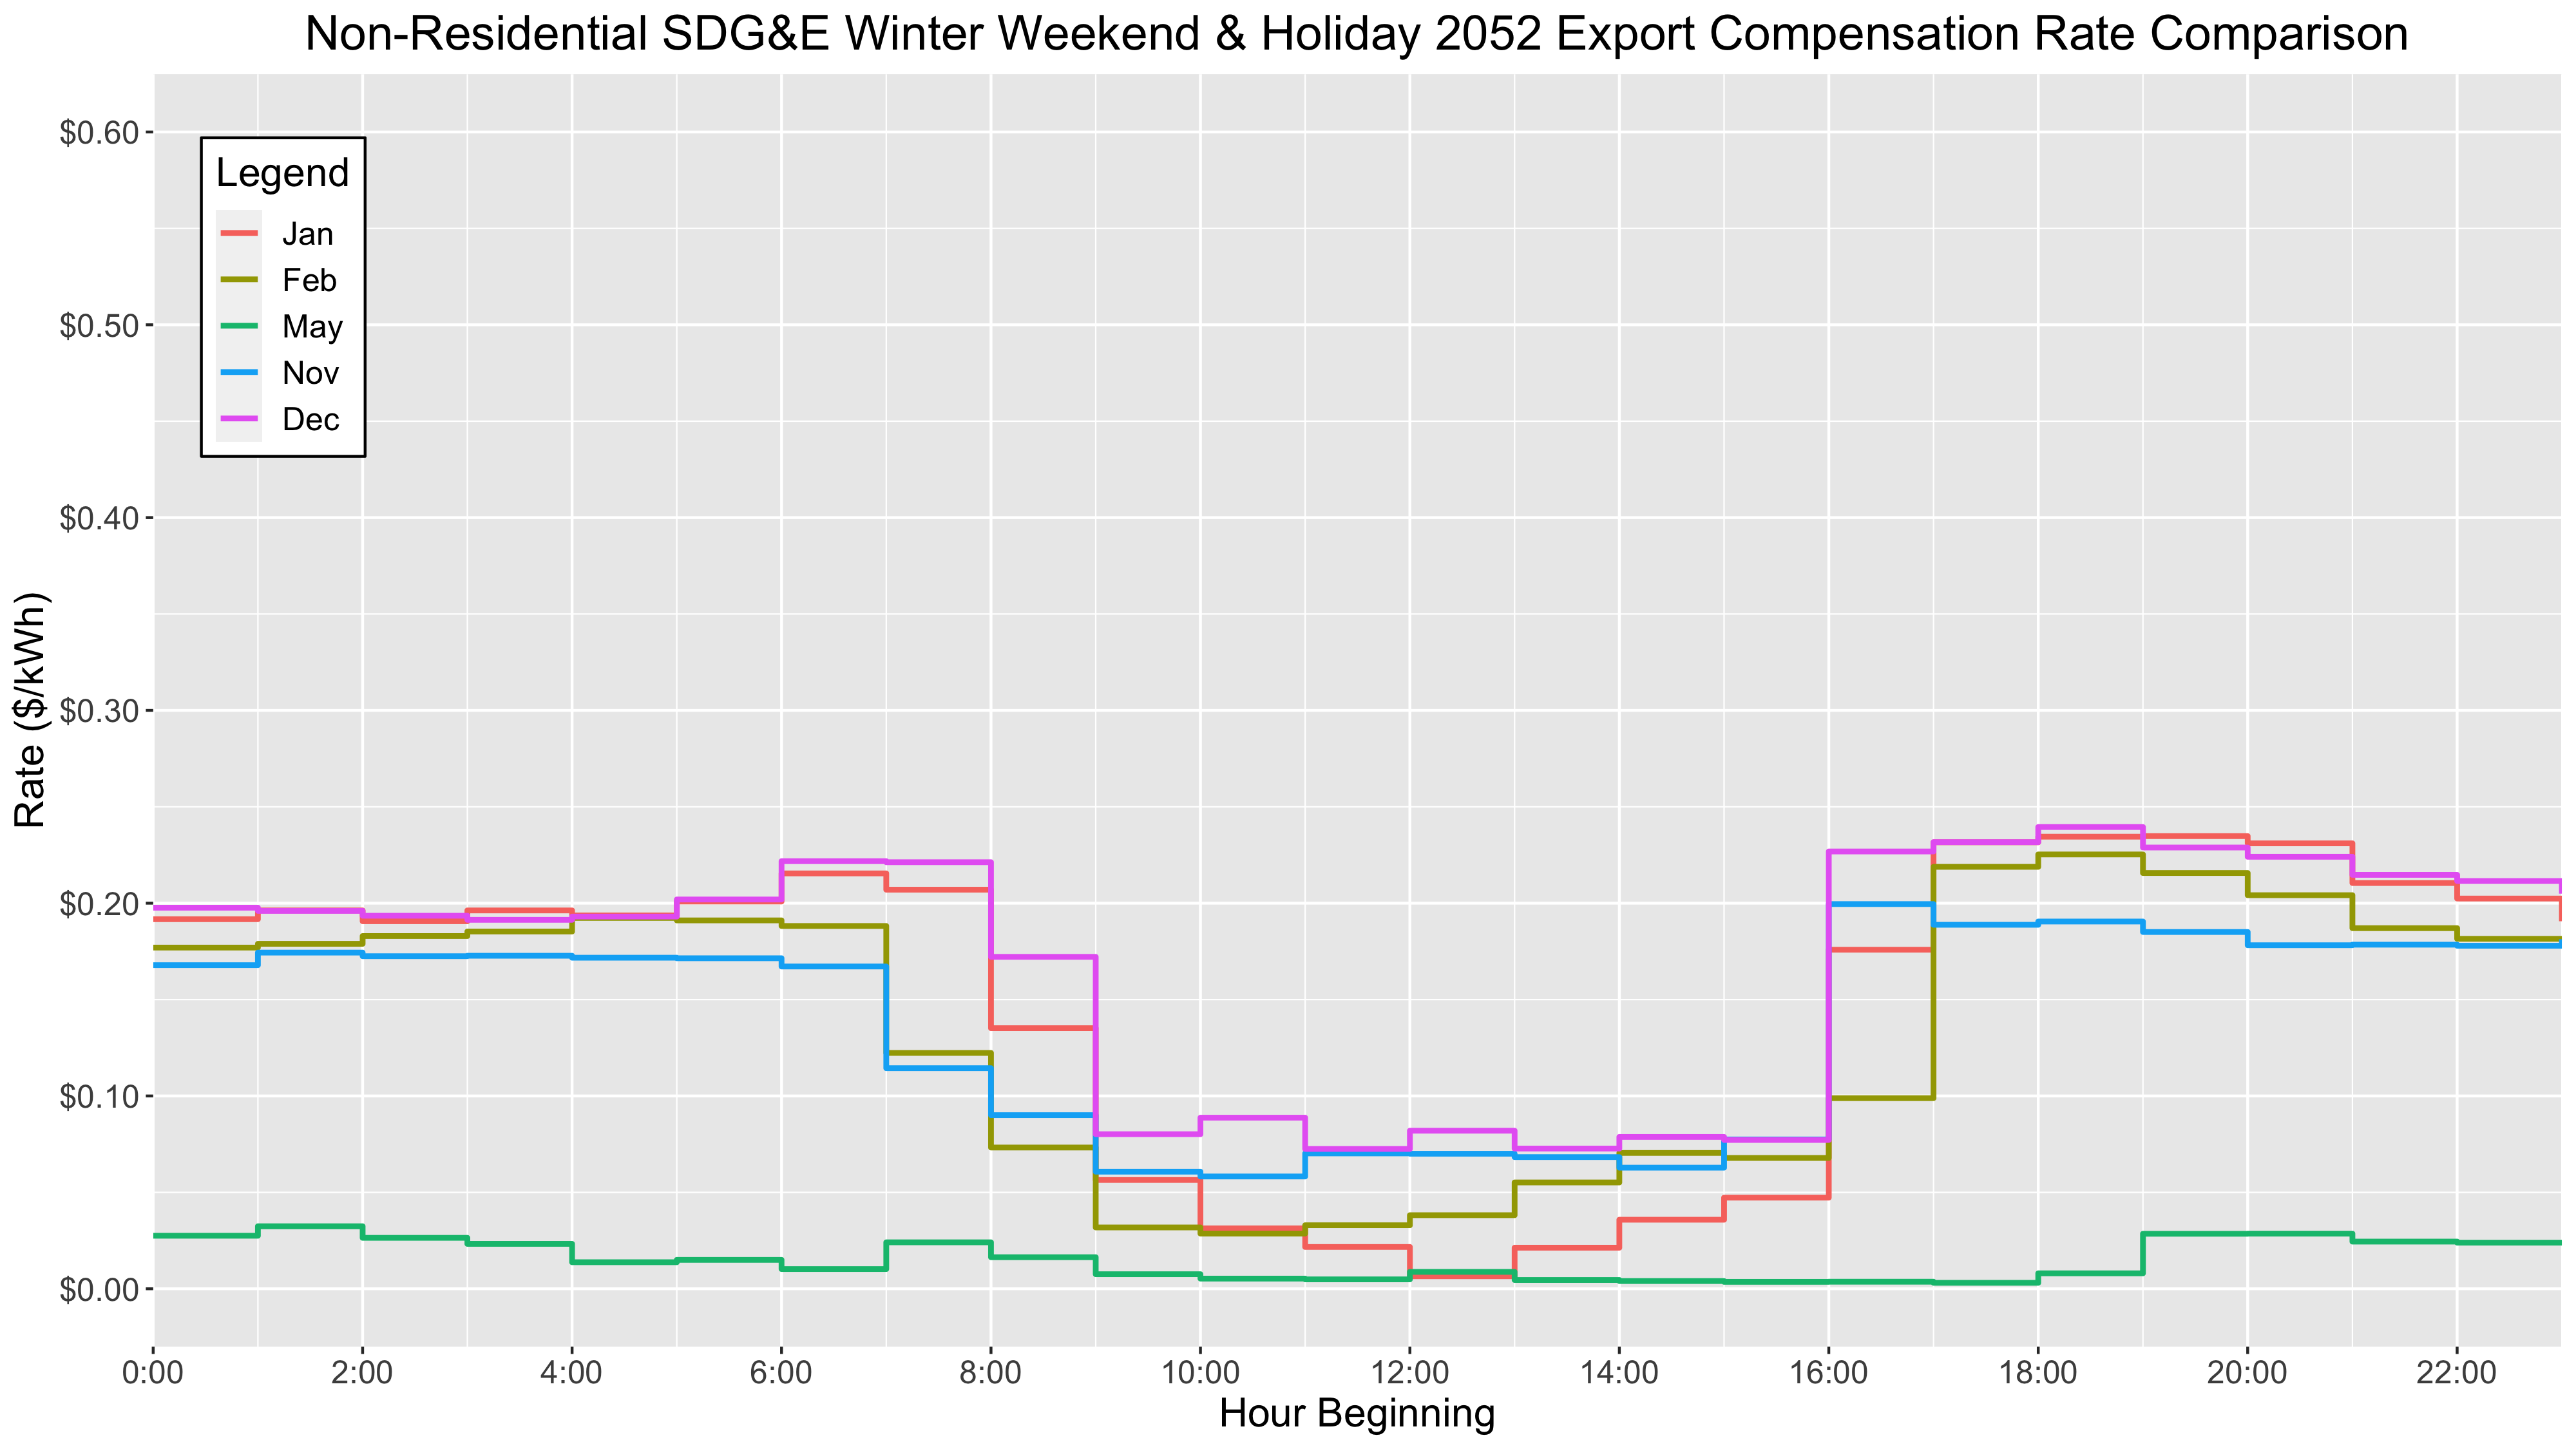 Non-Residential SDG&E Winter Weekend & Holiday 2052 Export Compensation Rate Comparison
$0.60
$0.50
$0.40
$0.30
$0.20
$0.10
$0.00
Rate ($/kWh)
Legend
Jan
Feb
May
Nov
Dec
0:00 2:00 4:00 6:00 8:00 10:00 12:00 14:00 16:00 18:00 20:00 22:00
Hour Beginning